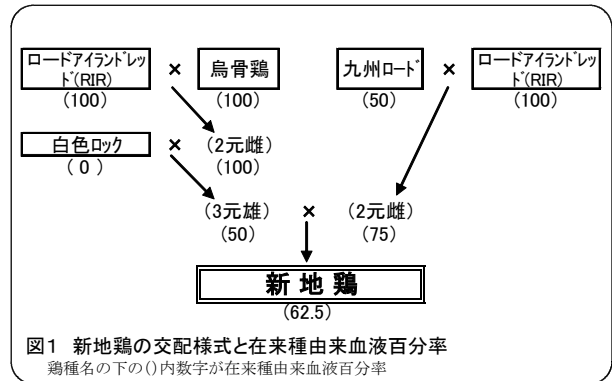 ロードアイランドレッ
ド(RIR)
×
烏骨鶏
九州ロード
×
ロードアイランドレッ
ド(RIR)
(100)
(100)
(50)
(100)
白色ロック
×
(2元雌)
(0)
(100)
(3元雄)
×
(2元雌)
(50)
(75)
新地鶏
(62.5)
図1 新地鶏の交配様式と在来種由来血液百分率
鶏種名の下の()内数字が在来種由来血液百分率